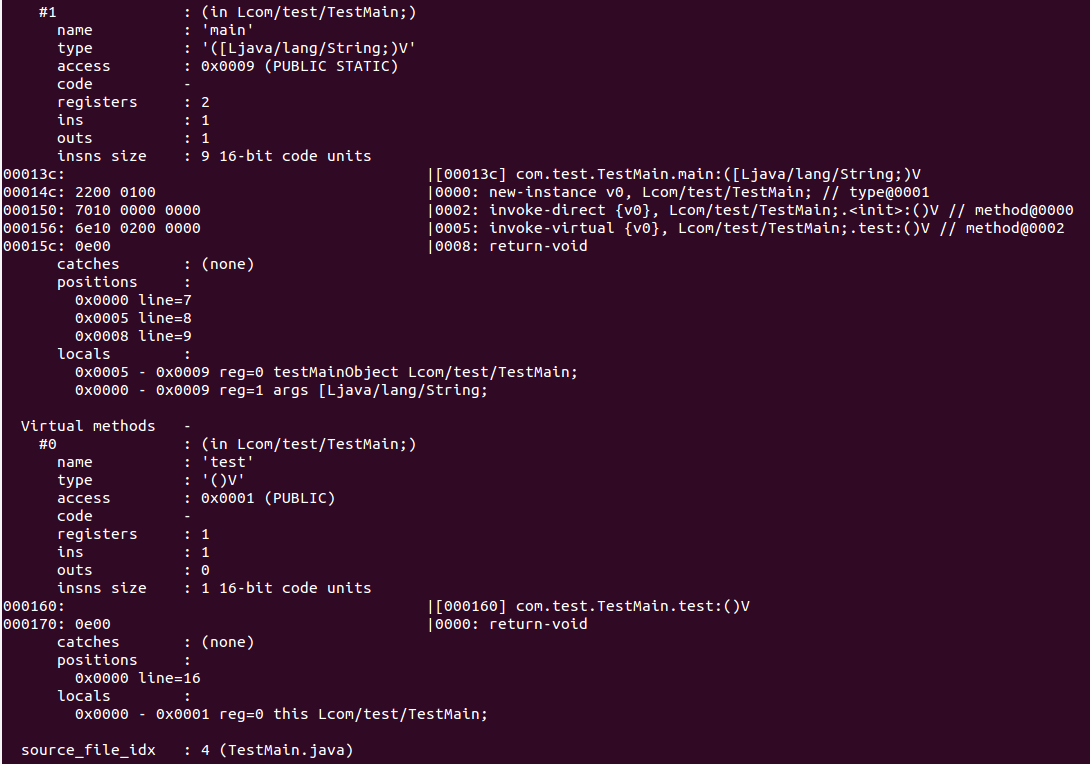 #1              : (in Lcom/test/TestMain;)
      name          : 'main'
      type          : '([Ljava/lang/String;)V'
      access        : 0x0009 (PUBLIC STATIC)
      code          -
      registers     : 2
      ins           : 1
      outs          : 1
      insns size    : 9 16-bit code units
00013c:                                        |[00013c] com.test.TestMain.main:([Ljava/lang/String;)V
00014c: 2200 0100                              |0000: new-instance v0, Lcom/test/TestMain; // type@0001
000150: 7010 0000 0000                         |0002: invoke-direct {v0}, Lcom/test/TestMain;.<init>:()V // method@0000
000156: 6e10 0200 0000                         |0005: invoke-virtual {v0}, Lcom/test/TestMain;.test:()V // method@0002
00015c: 0e00                                   |0008: return-void
      catches       : (none)
      positions     :
        0x0000 line=7
        0x0005 line=8
        0x0008 line=9
      locals        :
        0x0005 - 0x0009 reg=0 testMainObject Lcom/test/TestMain;
        0x0000 - 0x0009 reg=1 args [Ljava/lang/String;

  Virtual methods   -
    #0              : (in Lcom/test/TestMain;)
      name          : 'test'
      type          : '()V'
      access        : 0x0001 (PUBLIC)
      code          -
      registers     : 1
      ins           : 1
      outs          : 0
      insns size    : 1 16-bit code units
000160:                                        |[000160] com.test.TestMain.test:()V
000170: 0e00                                   |0000: return-void
      catches       : (none)
      positions     :
        0x0000 line=16
      locals        :
        0x0000 - 0x0001 reg=0 this Lcom/test/TestMain;

  source_file_idx   : 4 (TestMain.java)